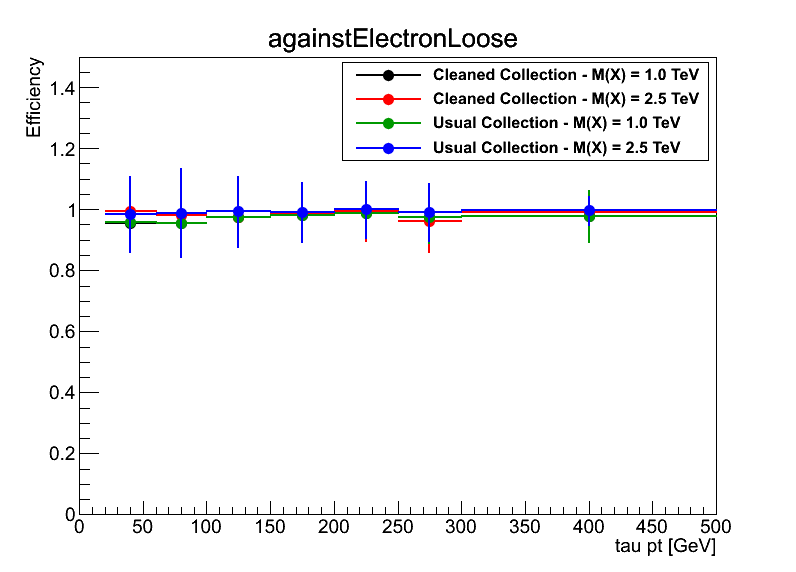 againstElectronLoose
Efficiency
Cleaned Collection - M(X) = 1.0 TeV
Cleaned Collection - M(X) = 2.5 TeV
Usual Collection - M(X) = 1.0 TeV
Usual Collection - M(X) = 2.5 TeV
1.4
1.2
1
0.8
0.6
0.4
0.2
0
0 50 100 150 200 250 300 350 400 450 500
tau pt [GeV]